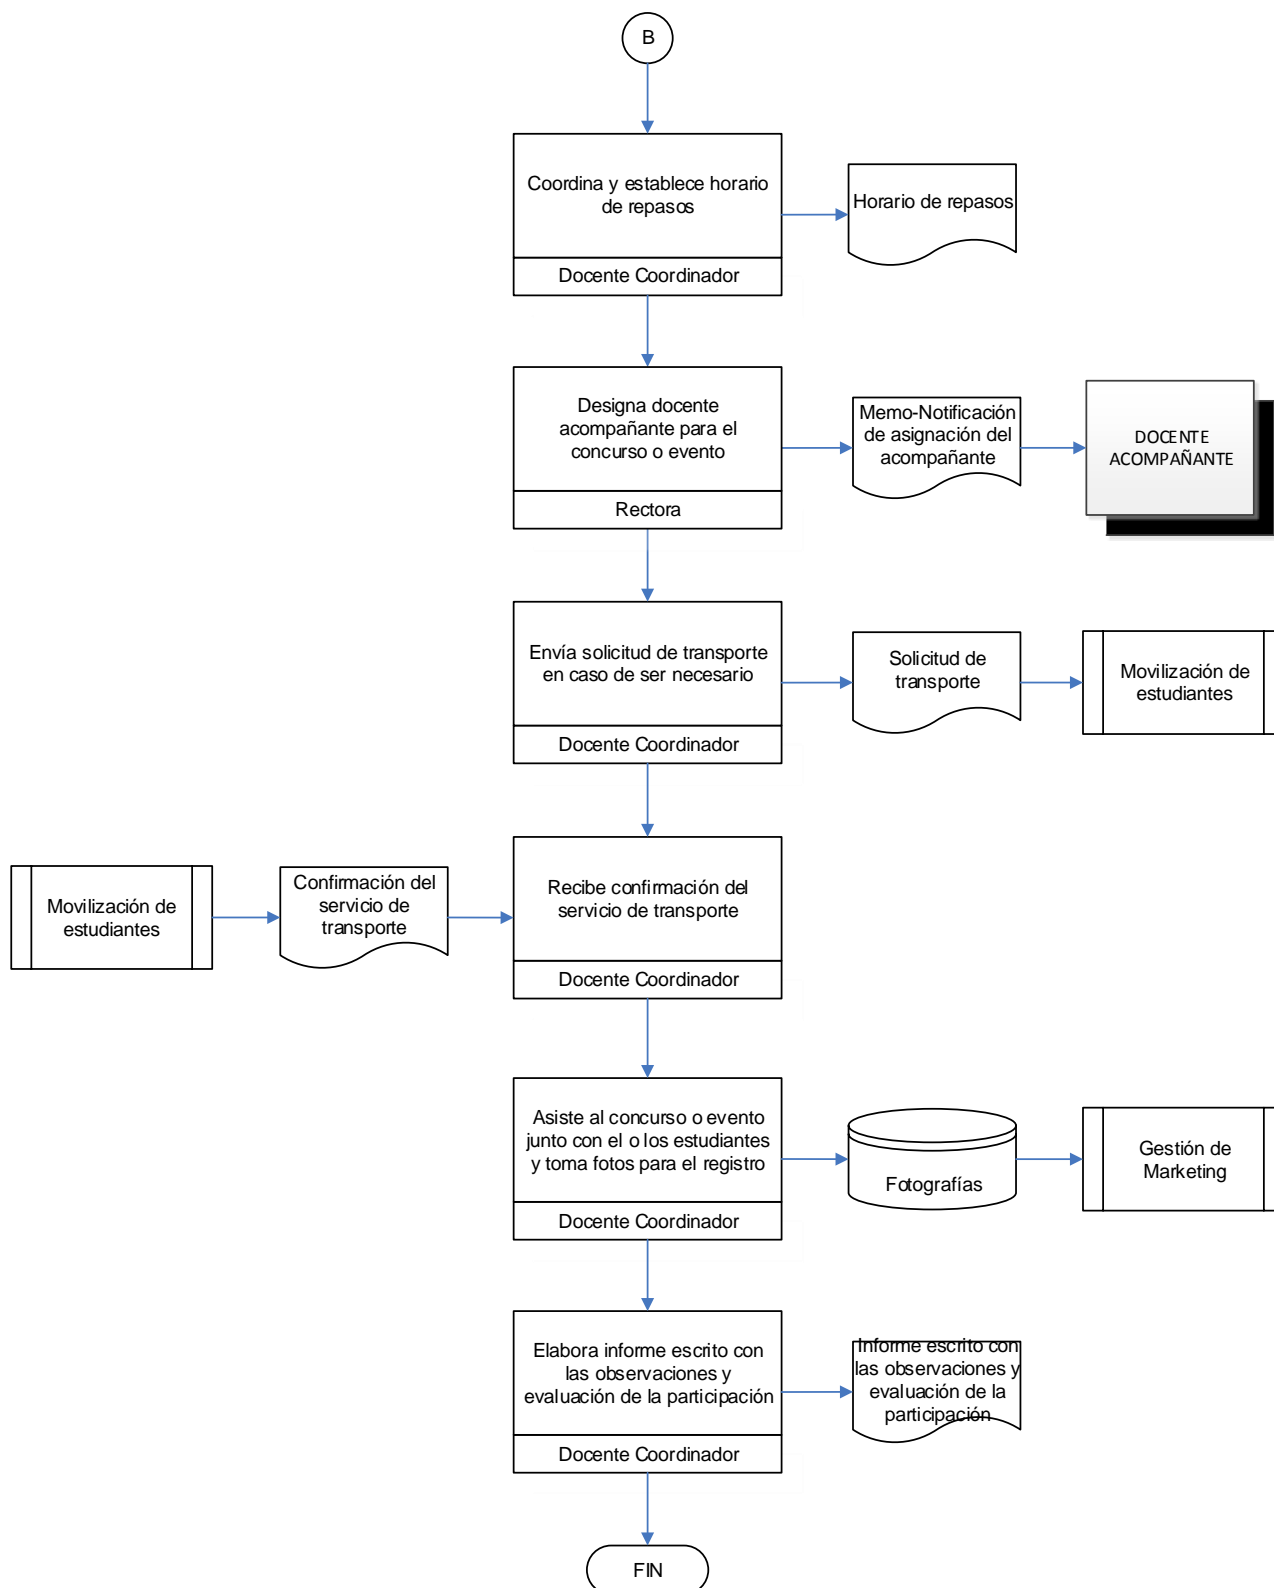 B
Coordina y establece horario
de repasos
Docente Coordinador
Horario de repasos
Designa docente
acompañante para el
concurso o evento
Rectora
Memo-Notificación
de asignación del
acompañante
DOCENTE
ACOMPAÑANTE
Envía solicitud de transporte
en caso de ser necesario
Docente Coordinador
Solicitud de
transporte
Movilización de
estudiantes
Movilización de
estudiantes
Confirmación del
servicio de
transporte
Recibe confirmación del
servicio de transporte
Docente Coordinador
Asiste al concurso o evento
junto con el o los estudiantes
y toma fotos para el registro
Docente Coordinador
Fotografías
Gestión de
Marketing
Elabora informe escrito con
las observaciones y
evaluación de la participación
Docente Coordinador
Informe escrito con
las observaciones y
evaluación de la
participación
FIN